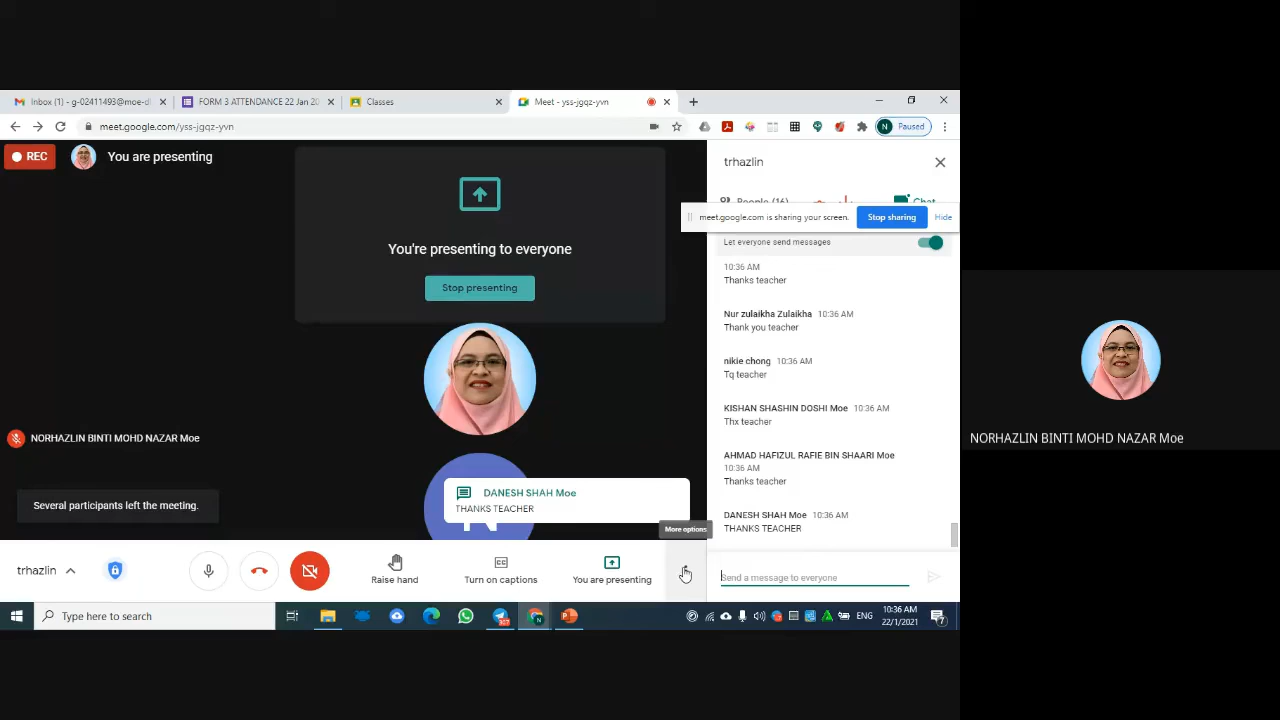 Inbox (1) - g-02411493@moe-dl
FORM 3 ATTENDANCE 22 Jan 20
Classes
Meet - yss-jgqz-yvn
meet.google.com/yss-jgqz-yvn
N
Paused
REC
You are presenting
trhazlin
People (16)
Chat
meet.google.com is sharing your screen.
Stop sharing
Hide
Let everyone send messages
You're presenting to everyone
Stop presenting
10:36 AM
Thanks teacher
Nur zulaikha Zulaikha 10:36 AM
Thank you teacher
nikie chong 10:36 AM
Tq teacher
KISHAN SHASHIN DOSHI Moe 10:36 AM
Thx teacher
AHMAD HAFIZUL RAFIE BIN SHAARI Moe
10:36 AM
Thanks teacher
DANESH SHAH Moe 10:36 AM
THANKS TEACHER
NORHAZLIN BINTI MOHD NAZAR Moe
Several participants left the meeting.
DANESH SHAH Moe
THANKS TEACHER
More options
trhazlin
Raise hand
CC
Turn on captions
You are presenting
Send a message to everyone
Type here to search
ENG
10:36 AM
22/1/2021
7
NORHAZLIN BINTI MOHD NAZAR Moe